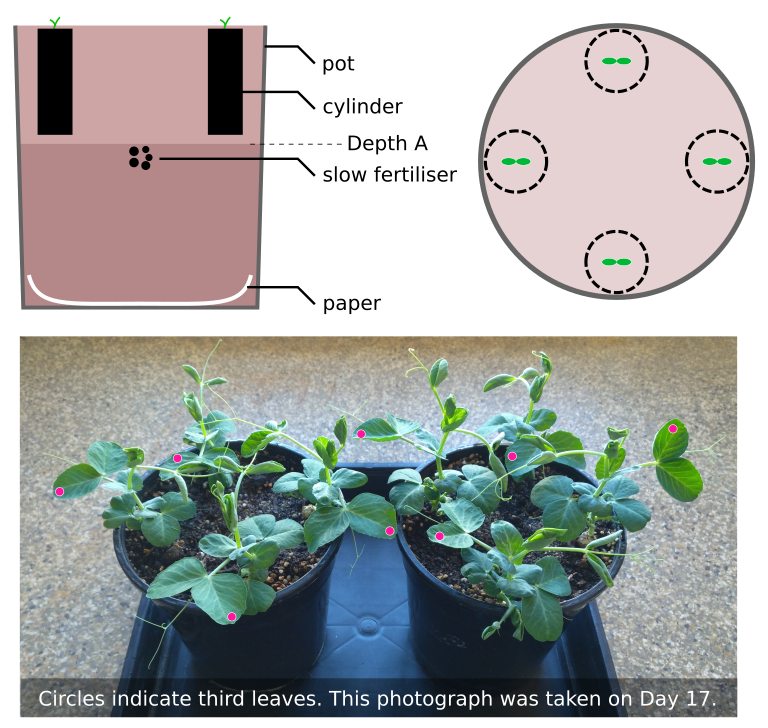 pot
cylinder
Depth A
slow fertiliser
paper
Circles indicate third leaves. This photograph was taken on Day 17.